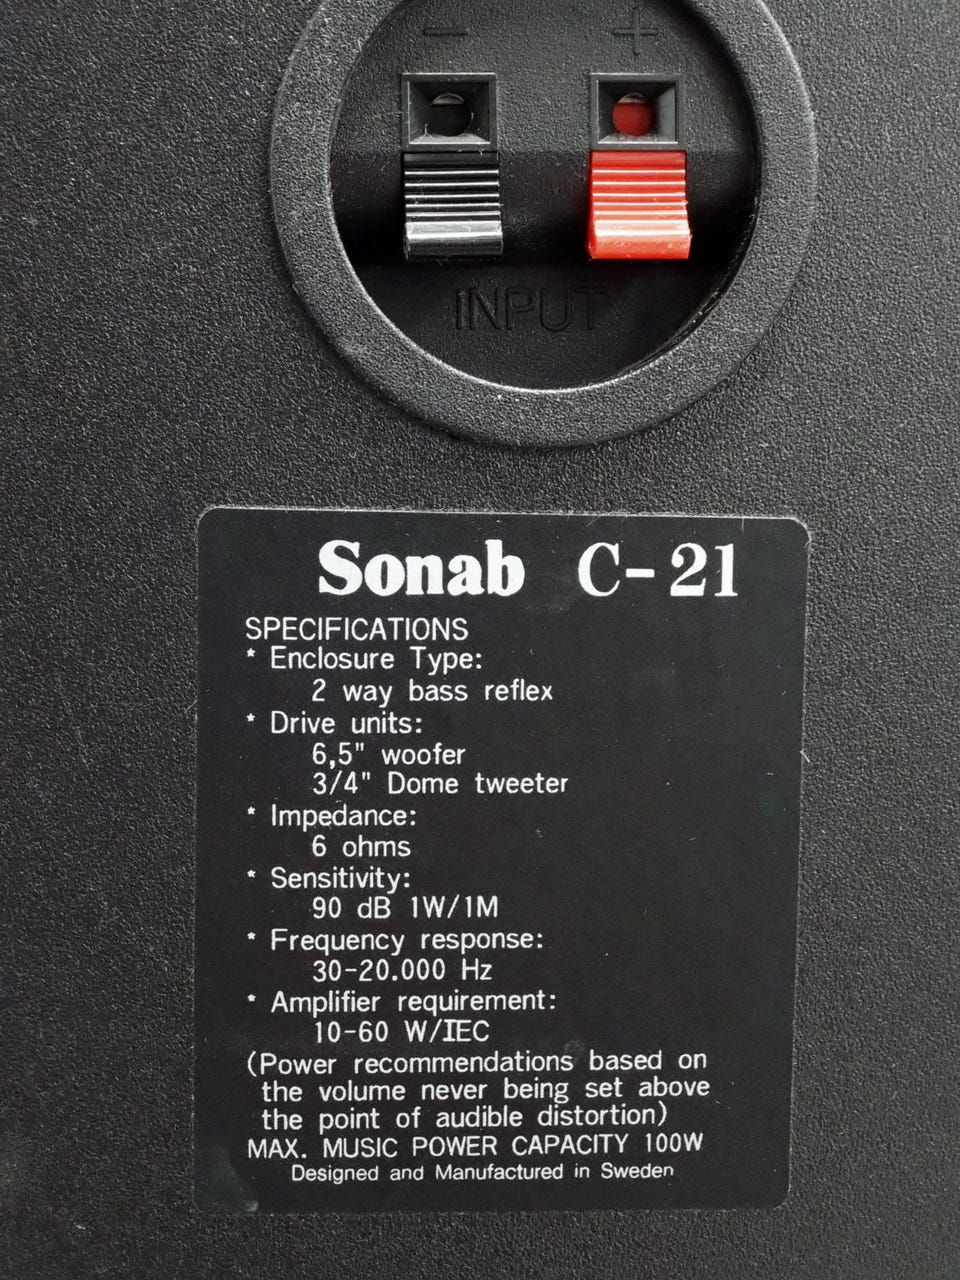 − +
INPUT
Sonab C-21
SPECIFICATIONS
* Enclosure Type:
2 way bass reflex
* Drive units:
6,5" woofer
3/4" Dome tweeter
* Impedance:
6 ohms
* Sensitivity:
90 dB 1W/1M
* Frequency response:
30-20.000 Hz
* Amplifier requirement:
10-60 W/IEC
(Power recommendations based on
the volume never being set above
the point of audible distortion)
MAX. MUSIC POWER CAPACITY 100W
Designed and Manufactured in Sweden